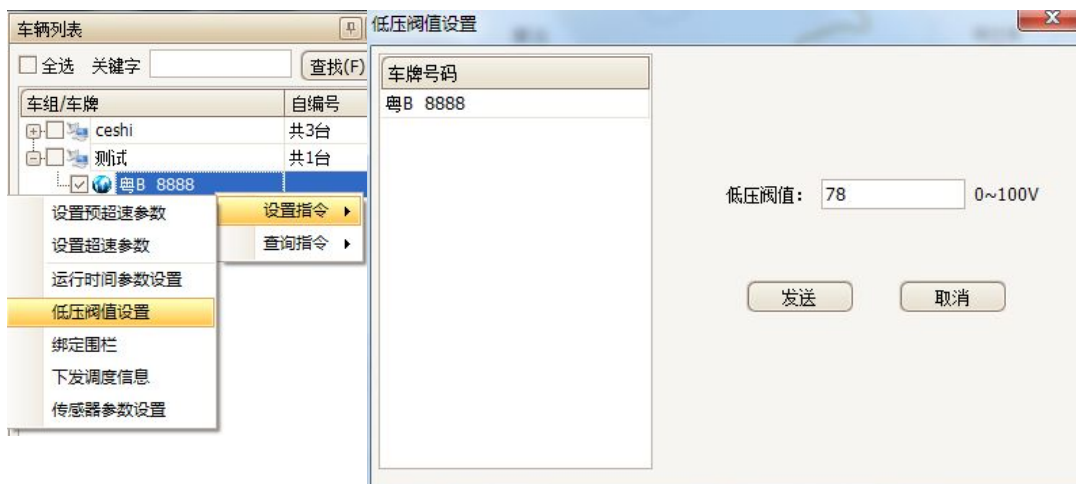 车辆列表
全选 关键字 查找(F)
车组/车牌 自编号
ceshi 共3台
测试 共1台
粤B 8888
设置指令
查询指令
设置预超速参数
设置超速参数
运行时间参数设置
低压阀值设置
绑定围栏
下发调度信息
传感器参数设置
低压阀值设置
车牌号码
粤B 8888
低压阀值： 78 0~100V
发送 取消